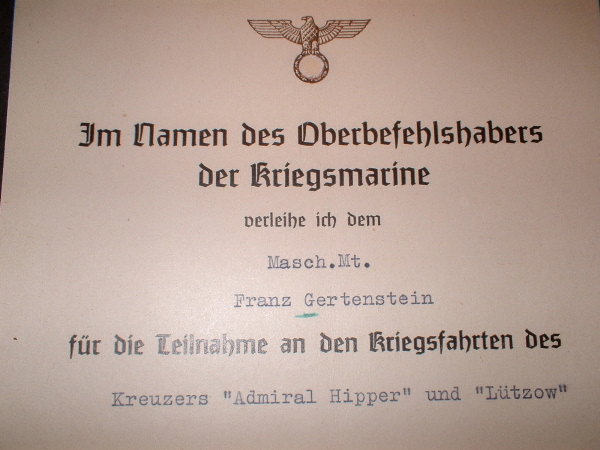 Im Namen des Oberbefehlshabers
der Kriegsmarine
verleihe ich dem
Masch.Mt.
Franz Gertenstein
für die Teilnahme an den Kriegsfahrten des
Kreuzers "Admiral Hipper" und "Lützow"